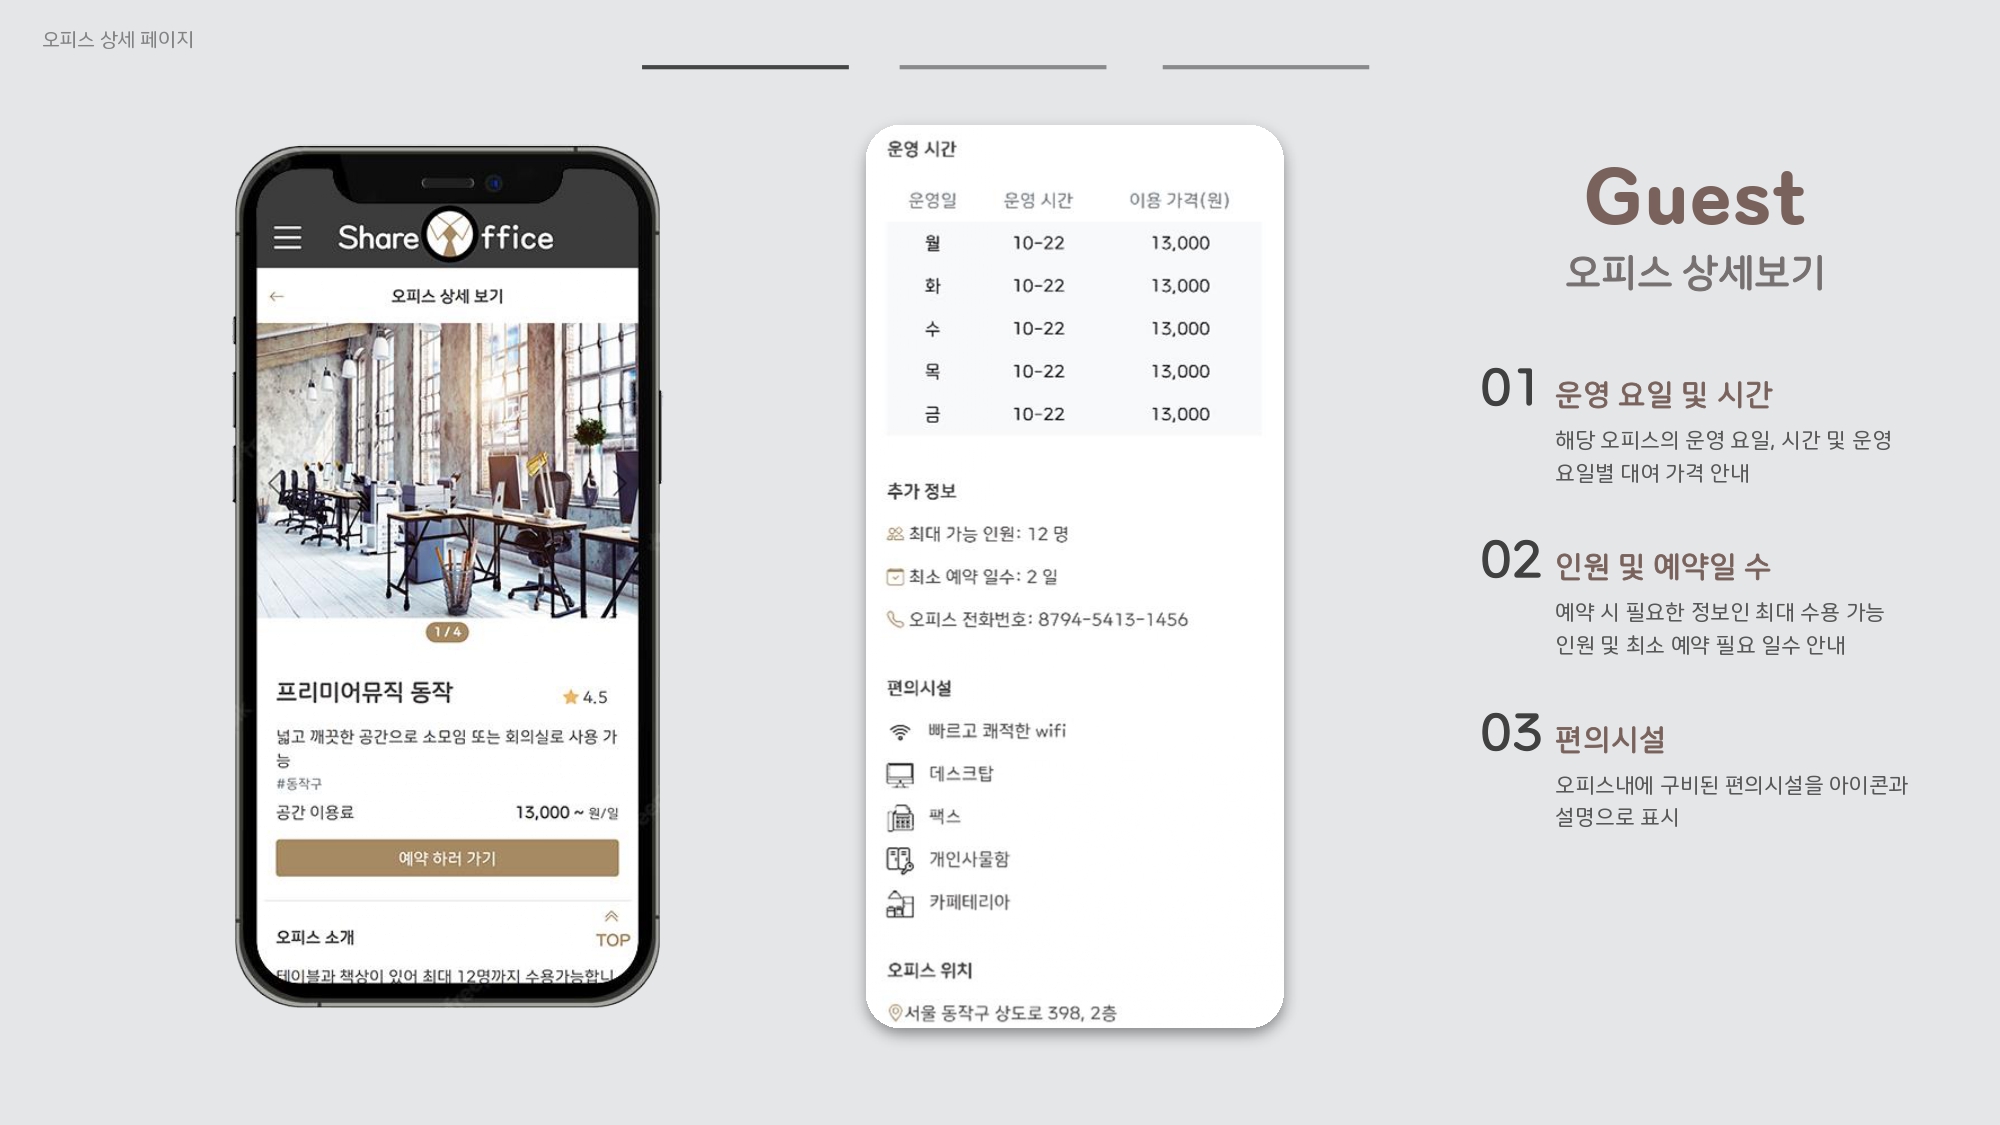 오피스 상세 페이지
Share ffice
오피스 상세 보기
1 / 4
프리미어뮤직 동작
4.5
넓고 깨끗한 공간으로 소모임 또는 회의실로 사용 가
능
#동작구
공간 이용료 13,000 ~ 원/일
예약 하러 가기
오피스 소개
TOP
테이블과 책상이 있어 최대 12명까지 수용가능합니
운영 시간
운영일 운영 시간 이용 가격(원)
월 10-22 13,000
화 10-22 13,000
수 10-22 13,000
목 10-22 13,000
금 10-22 13,000
추가 정보
최대 가능 인원: 12 명
최소 예약 일수: 2 일
오피스 전화번호: 8794-5413-1456
편의시설
빠르고 쾌적한 wifi
데스크탑
팩스
개인사물함
카페테리아
오피스 위치
서울 동작구 상도로 398, 2층
Guest
오피스 상세보기
01 운영 요일 및 시간
해당 오피스의 운영 요일, 시간 및 운영
요일별 대여 가격 안내
02 인원 및 예약일 수
예약 시 필요한 정보인 최대 수용 가능
인원 및 최소 예약 필요 일수 안내
03 편의시설
오피스내에 구비된 편의시설을 아이콘과
설명으로 표시